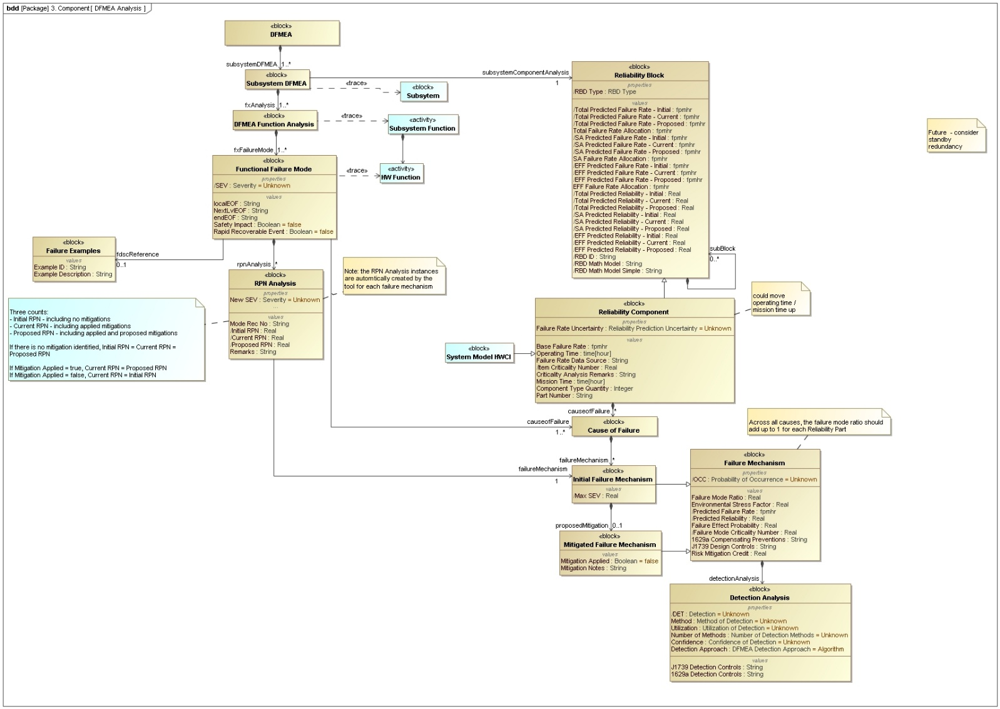 bdd [Package] 3. Component[ DFMEA Analysis ]
«block»
DFMEA
subsystemDFMEA 1..*
«block»
Subsystem DFMEA
«trace»
«block»
Subsystem
subsystemComponentAnalysis
1
fxAnalysis 1..*
«block»
DFMEA Function Analysis
«trace»
«activity»
Subsystem Function
fxFailureMode 1..*
«trace»
«activity»
HW Function
«block»
Functional Failure Mode
properties
/SEV : Severity = Unknown
values
localEOF : String
NextLvlEOF : String
endEOF : String
Safety Impact : Boolean = false
Rapid Recoverable Event : Boolean = false
«block»
Reliability Block
properties
/RBD Type : RBD Type
values
/Total Predicted Failure Rate - Initial : fpmhr
/Total Predicted Failure Rate - Current : fpmhr
/Total Predicted Failure Rate - Proposed : fpmhr
Total Failure Rate Allocation : fpmhr
/SA Predicted Failure Rate - Initial : fpmhr
/SA Predicted Failure Rate - Current : fpmhr
/SA Predicted Failure Rate - Proposed : fpmhr
SA Failure Rate Allocation : fpmhr
/EFF Predicted Failure Rate - Initial : fpmhr
/EFF Predicted Failure Rate - Current : fpmhr
/EFF Predicted Failure Rate - Proposed : fpmhr
EFF Failure Rate Allocation : fpmhr
/Total Predicted Reliability - Initial : Real
/Total Predicted Reliability - Current : Real
/Total Predicted Reliability - Proposed : Real
/SA Predicted Reliability - Initial : Real
/SA Predicted Reliability - Current : Real
/SA Predicted Reliability - Proposed : Real
/EFF Predicted Reliability - Initial : Real
/EFF Predicted Reliability - Current : Real
/EFF Predicted Reliability - Proposed : Real
/RBD ID : String
/RBD Math Model : String
/RBD Math Model Simple : String
subBlock
0..*
Future - consider
standby
redundancy
«block»
Failure Examples
values
Example ID : String
Example Description : String
fdscReference
0..1
rpnAnalysis *
«block»
RPN Analysis
properties
New SEV : Severity = Unknown
...
values
Mode Rec No : String
/Initial RPN : Real
/Current RPN : Real
/Proposed RPN : Real
Remarks : String
Note: the RPN Analysis instances
are automtically created by the
tool for each failure mechanism
Three counts:
- Initial RPN - including no mitigations
- Current RPN - including applied mitigations
- Proposed RPN - including applied and proposed mitigations
If there is no mitigation identified, Initial RPN = Current RPN =
Proposed RPN
If Mitigation Applied = true, Current RPN = Proposed RPN
If Mitigation Applied = false, Current RPN = Initial RPN
«block»
System Model HWCI
«block»
Reliability Component
properties
Failure Rate Uncertainty : Reliability Prediction Uncertainty = Unknown
values
Base Failure Rate : fpmhr
Operating Time : time[hour]
Failure Rate Data Source : String
/Item Criticality Number : Real
Criticality Analysis Remarks : String
Mission Time : time[hour]
Component Type Quantity : Integer
Part Number : String
could move
operating time /
mission time up
causeofFailure *
causeofFailure
1..*
«block»
Cause of Failure
Across all causes, the failure mode ratio should
add up to 1 for each Reliability Part
failureMechanism *
failureMechanism
1
«block»
Initial Failure Mechanism
values
/Max SEV : Real
proposedMitigation 0..1
«block»
Mitigated Failure Mechanism
values
Mitigation Applied : Boolean = false
Mitigation Notes : String
«block»
Failure Mechanism
properties
/OCC : Probability of Occurrence = Unknown
values
Failure Mode Ratio : Real
Environmental Stress Factor : Real
/Predicted Failure Rate : fpmhr
/Predicted Reliability : Real
Failure Effect Probability : Real
/Failure Mode Criticality Number : Real
1629a Compensating Preventions : String
J1739 Design Controls : String
Risk Mitigation Credit : Real
detectionAnalysis
«block»
Detection Analysis
properties
/DET : Detection = Unknown
Method : Method of Detection = Unknown
Utilization : Utilization of Detection = Unknown
Number of Methods : Number of Detection Methods = Unknown
Confidence : Confidence of Detection = Unknown
Detection Approach : DFMEA Detection Approach = Algorithm
values
J1739 Detection Controls : String
1629a Detection Controls : String